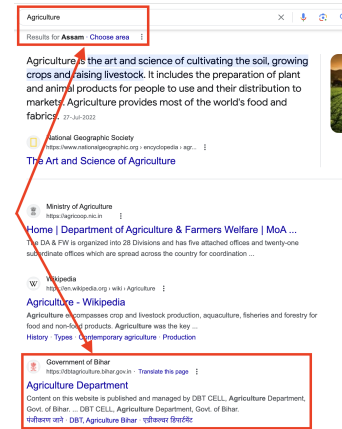 Agriculture
Results for Assam · Choose area
Agriculture is the art and science of cultivating the soil, growing
crops and raising livestock. It includes the preparation of plant
and animal products for people to use and their distribution to
markets. Agriculture provides most of the world's food and
fabrics. 27-Jul-2022
National Geographic Society
https://www.nationalgeographic.org › encyclopedia › agr...
The Art and Science of Agriculture
Ministry of Agriculture
https://agricoop.nic.in
Home | Department of Agriculture & Farmers Welfare | MoA ...
The DA & FW is organized into 28 Divisions and has five attached offices and twenty-one
subordinate offices which are spread across the country for coordination ...
W
Wikipedia
https://en.wikipedia.org › wiki › Agriculture
Agriculture - Wikipedia
Agriculture encompasses crop and livestock production, aquaculture, fisheries and forestry for
food and non-food products. Agriculture was the key ...
History · Types · Contemporary agriculture · Production
Government of Bihar
https://dbtagriculture.bihar.gov.in · Translate this page
Agriculture Department
Content on this website is published and managed by DBT CELL, Agriculture Department,
Govt. of Bihar. ... DBT CELL, Agriculture Department, Govt. of Bihar.
पंजीकरण जाने · DBT, Agriculture Bihar · एग्रीकल्चर डिपार्टमेंट